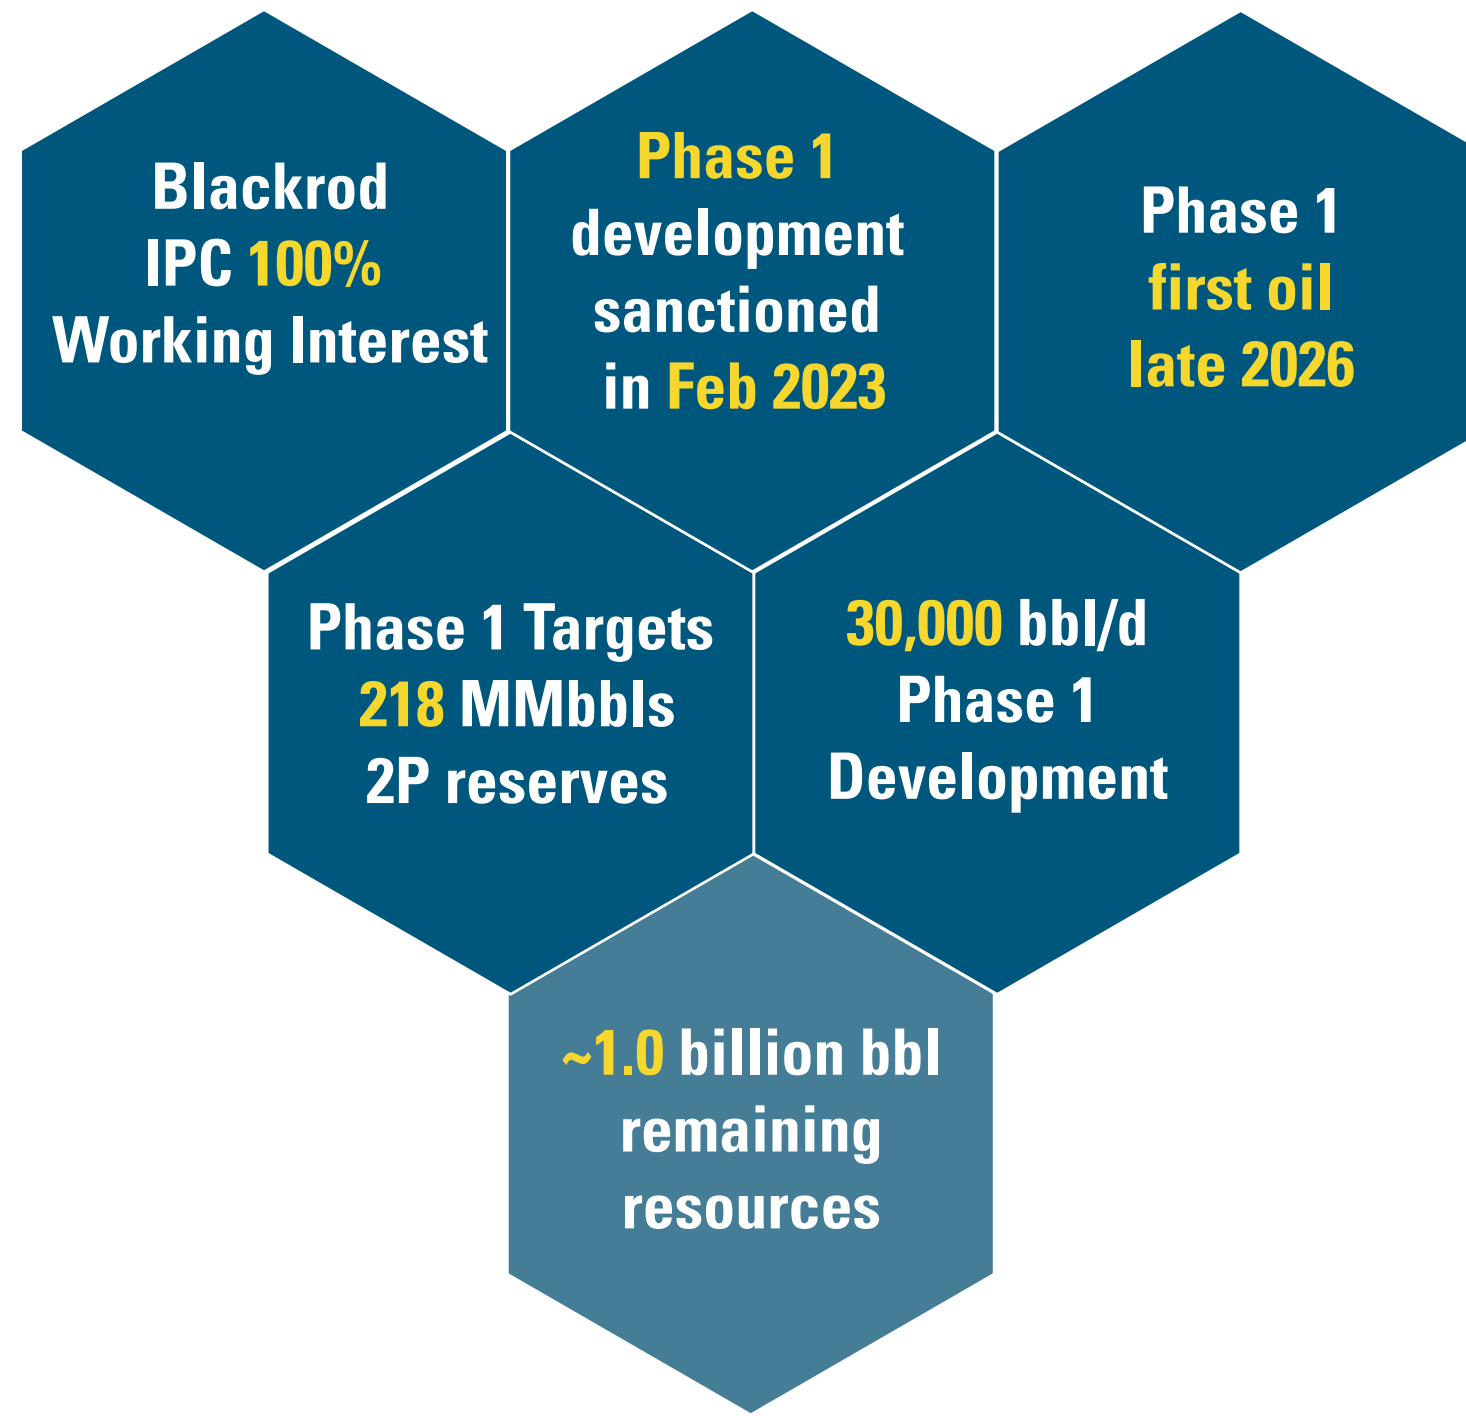 Blackrod
IPC 100%
Working Interest
Phase 1
development
sanctioned
in Feb 2023
Phase 1
first oil
late 2026
Phase 1 Targets
218 MMbbls
2P reserves
30,000 bbl/d
Phase 1
Development
~1.0 billion bbl
remaining
resources